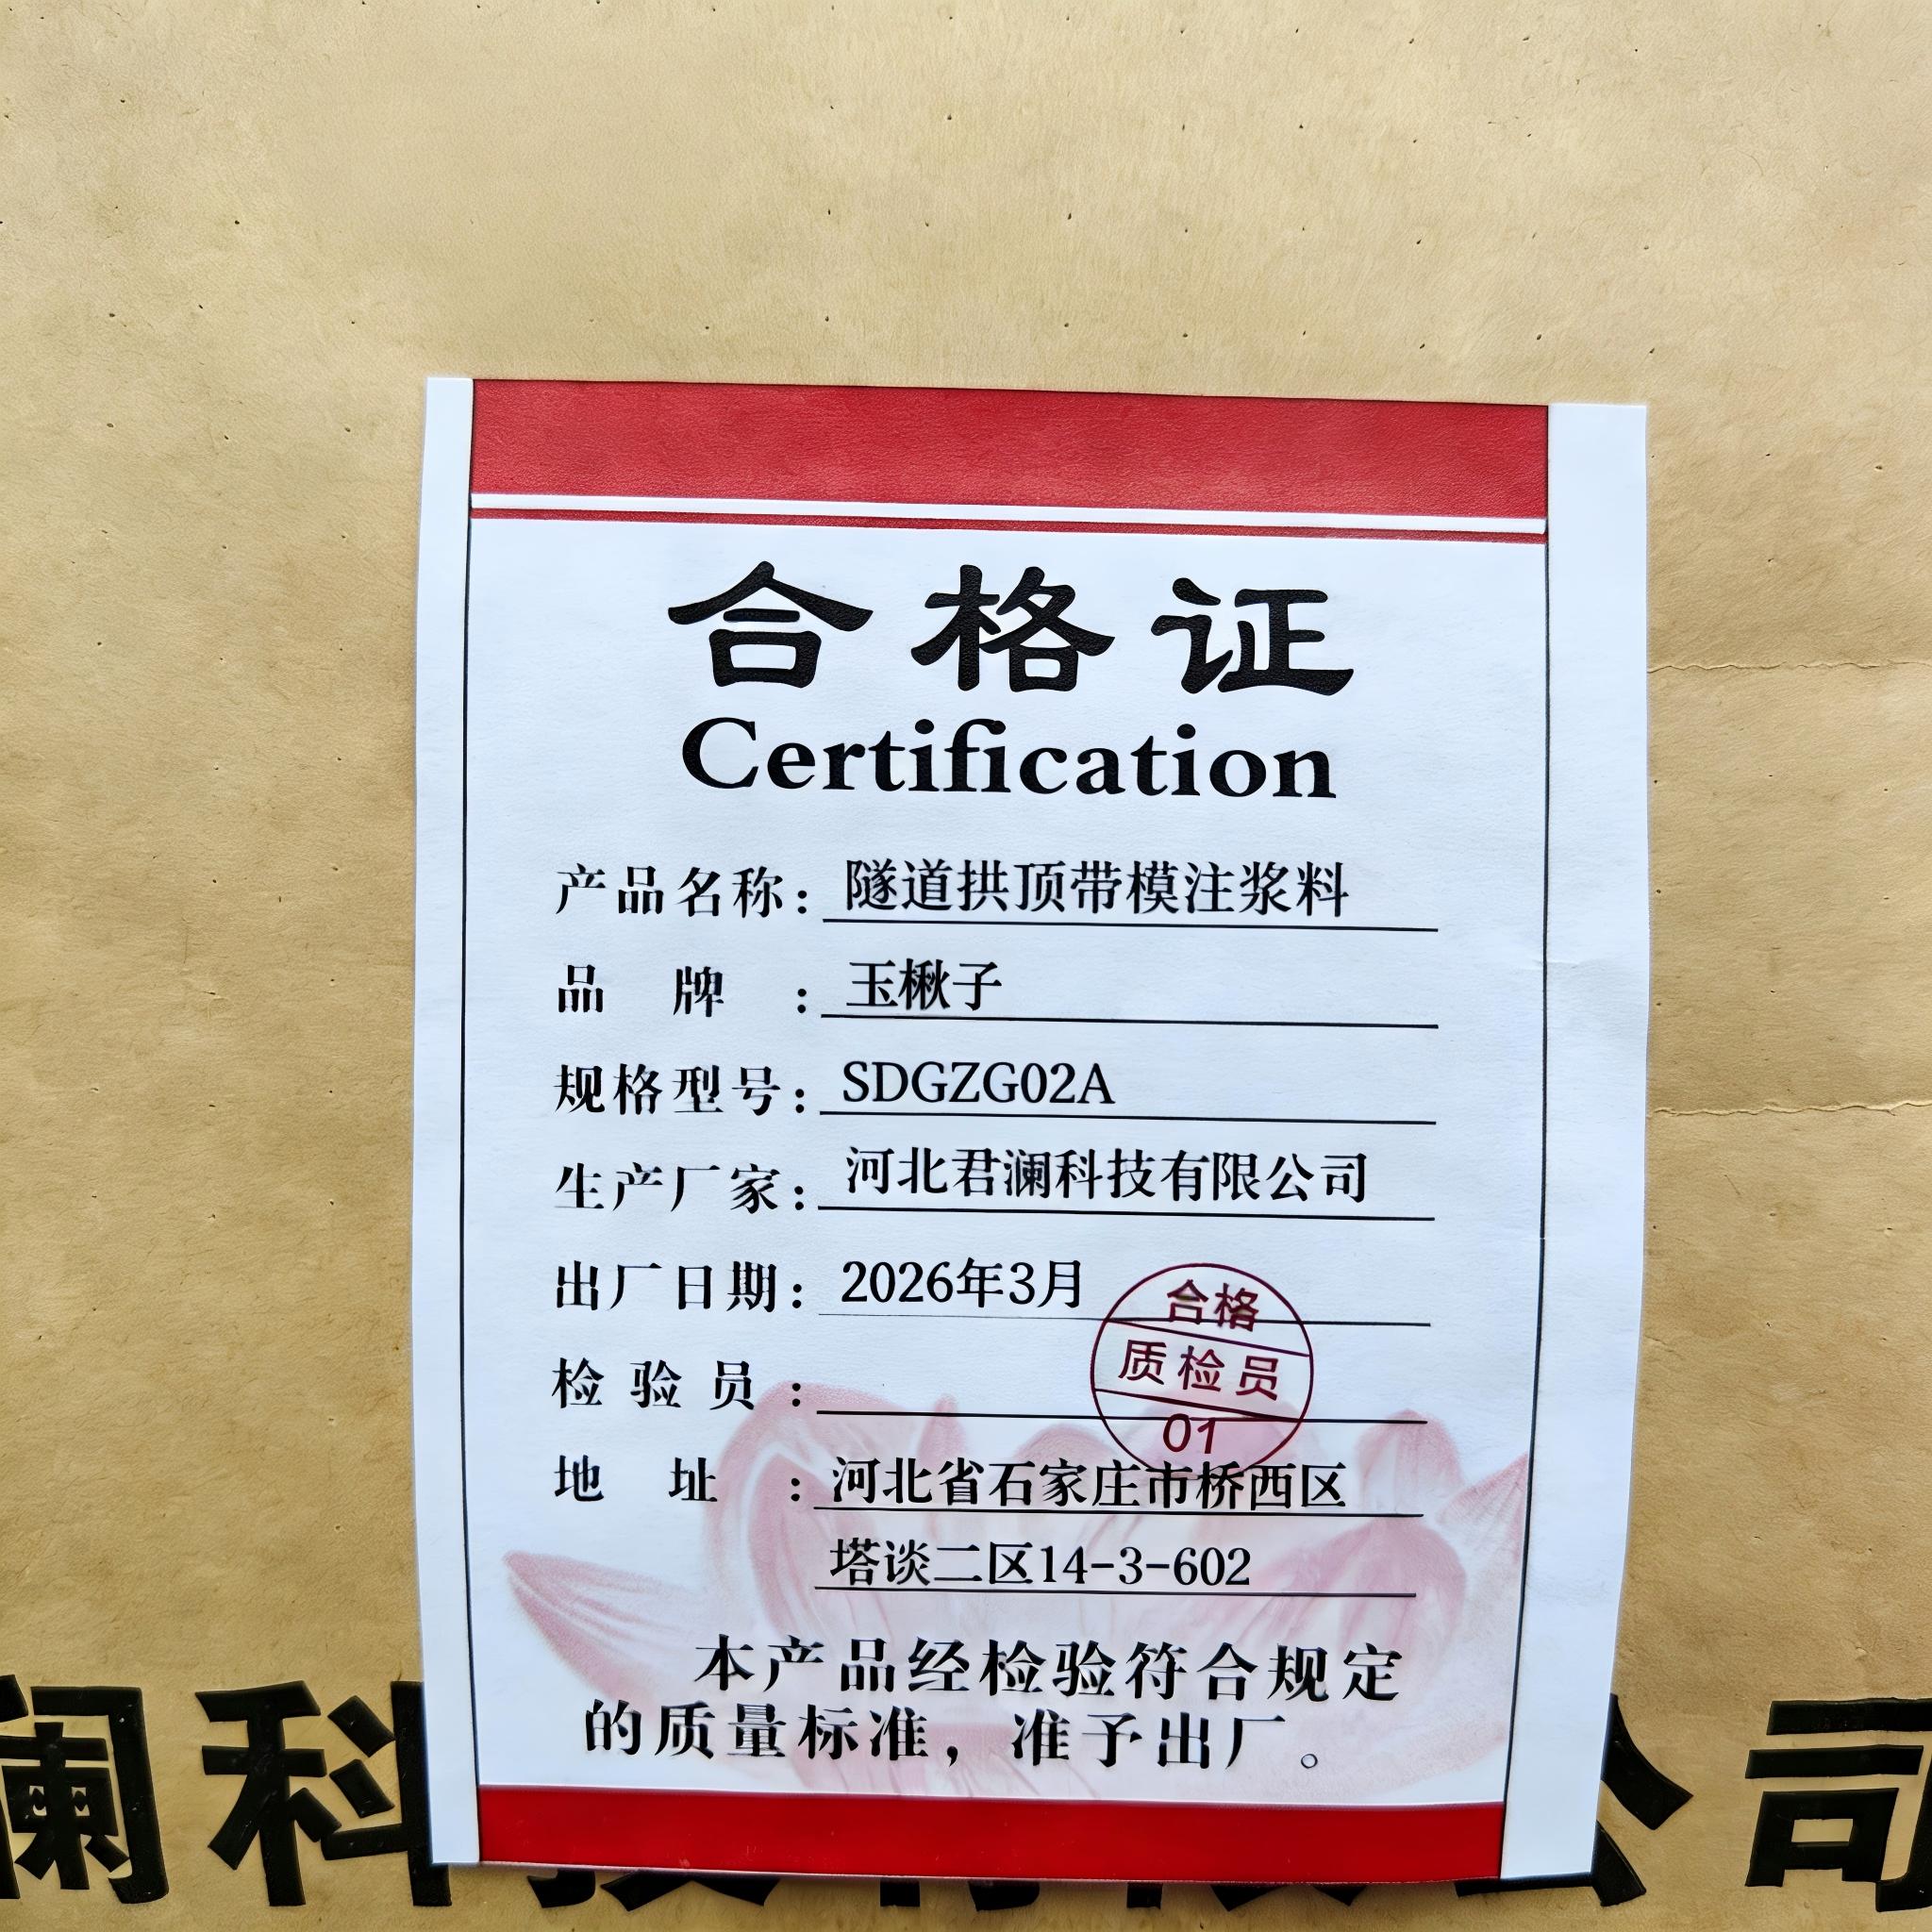 合格证
Certification
产品名称：隧道拱顶带模注浆料
品牌：玉楸子
规格型号：SDGZG02A
生产厂家：河北君澜科技有限公司
出厂日期：2026年3月
合格
质检员
01
检验员：
地址：河北省石家庄市桥西区
塔谈二区14-3-602
本产品经检验符合规定
的质量标准，准予出厂。
澜科技有限公司